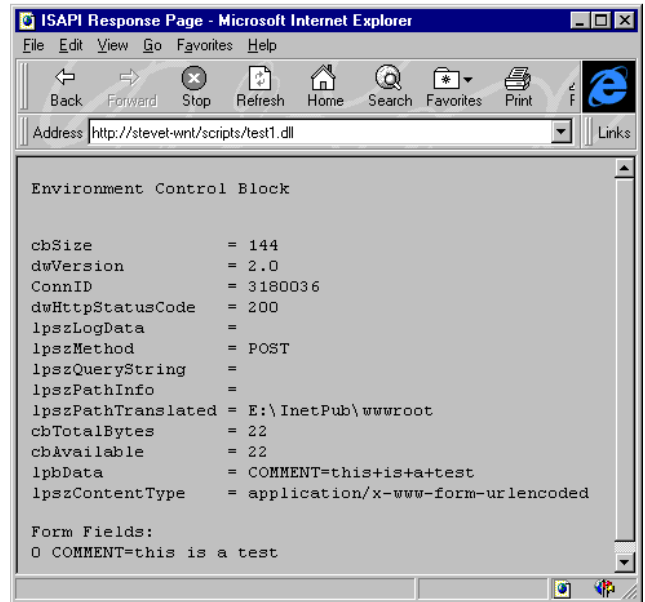 ISAPI Response Page - Microsoft Internet Explorer
File Edit View Go Favorites Help
Back Forward Stop Refresh Home Search Favorites Print F
Address http://stevet-wnt/scripts/test1.dll Links
Environment Control Block
cbSize = 144
dwVersion = 2.0
ConnID = 3180036
dwHttpStatusCode = 200
lpszLogData =
lpszMethod = POST
lpszQueryString =
lpszPathInfo =
lpszPathTranslated = E:\InetPub\wwwroot
cbTotalBytes = 22
cbAvailable = 22
lpbData = COMMENT=this+is+a+test
lpszContentType = application/x-www-form-urlencoded
Form Fields:
0 COMMENT=this is a test